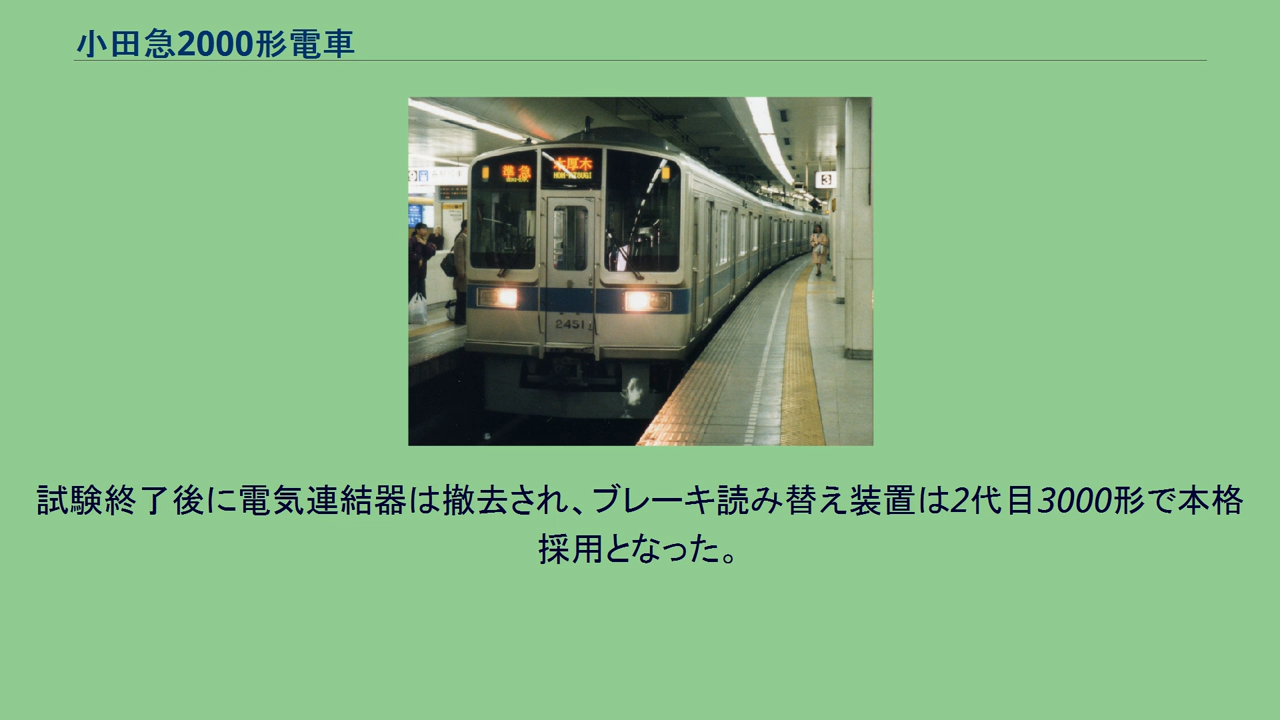 小田急2000形電車
準急
本厚木
HON-ATSUGI
3
2451
試験終了後に電気連結器は撤去され、ブレーキ読み替え装置は2代目3000形で本格
採用となった。